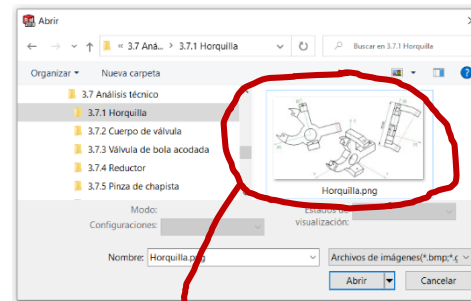 Abrir
« 3.7 Aná... > 3.7.1 Horquilla
Buscar en 3.7.1 Horquilla
Organizar
Nueva carpeta
3.7 Análisis técnico
3.7.1 Horquilla
3.7.2 Cuerpo de válvula
3.7.3 Válvula de bola acodada
3.7.4 Reductor
3.7.5 Pinza de chapista
Horquilla.png
Modo:
Estados de
Configuraciones:
visualización:
Nombre:
Horquilla.png
Archivos de imágenes(*.bmp;*.g
Abrir
Cancelar